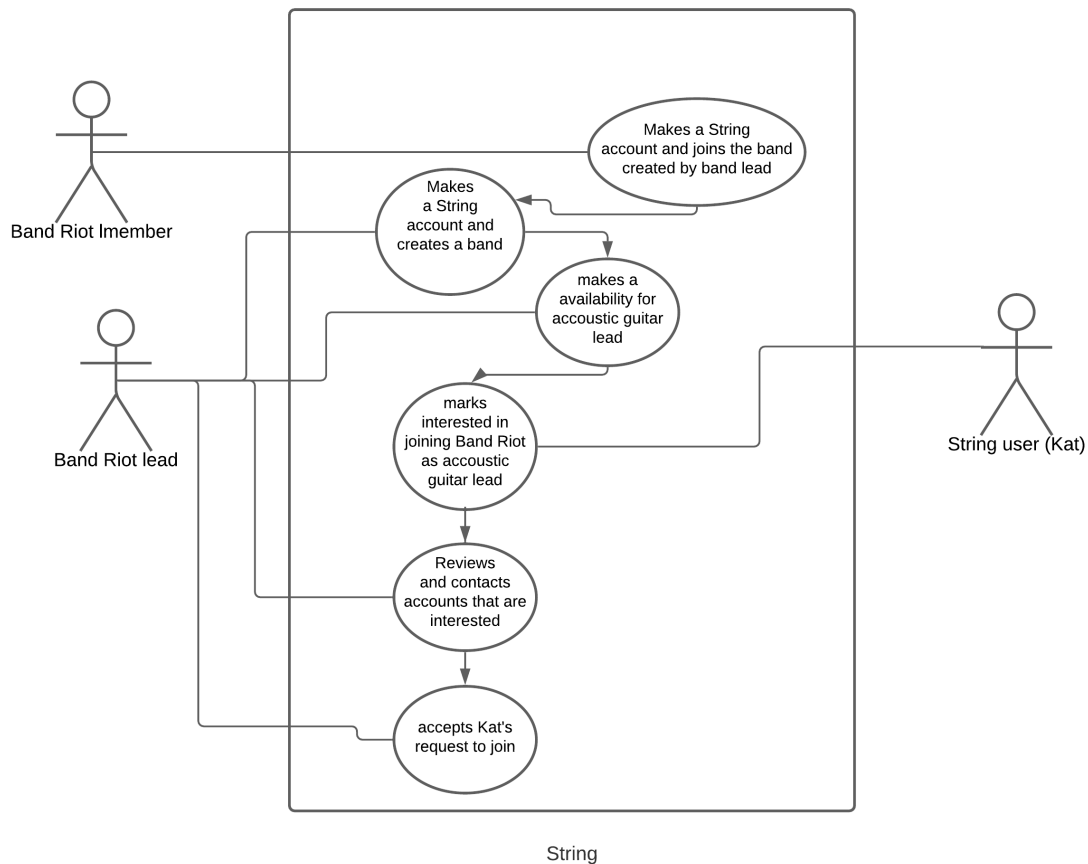 Makes a String
account and joins the band
created by band lead
Makes
a String
account and
creates a band
Band Riot lmember
makes a
availability for
accoustic guitar
lead
marks
interested in
joining Band Riot
as accoustic
guitar lead
String user (Kat)
Band Riot lead
Reviews
and contacts
accounts that are
interested
accepts Kat's
request to join
String